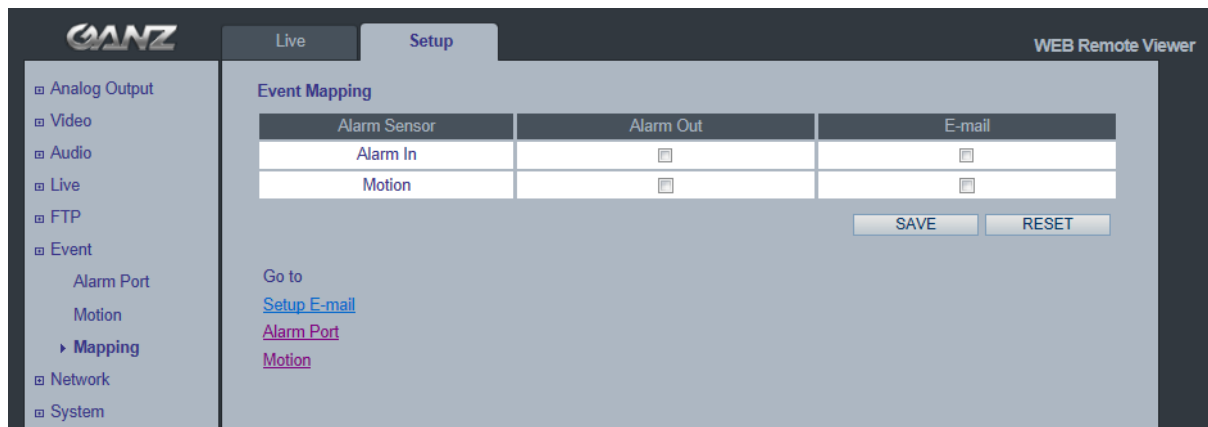 GANZ
Live Setup
WEB Remote Viewer
Analog Output
Video
Audio
Live
FTP
Event
Alarm Port
Motion
Mapping
Network
System
Event Mapping
Alarm Sensor Alarm Out E-mail
Alarm In
Motion
SAVE RESET
Go to
Setup E-mail
Alarm Port
Motion